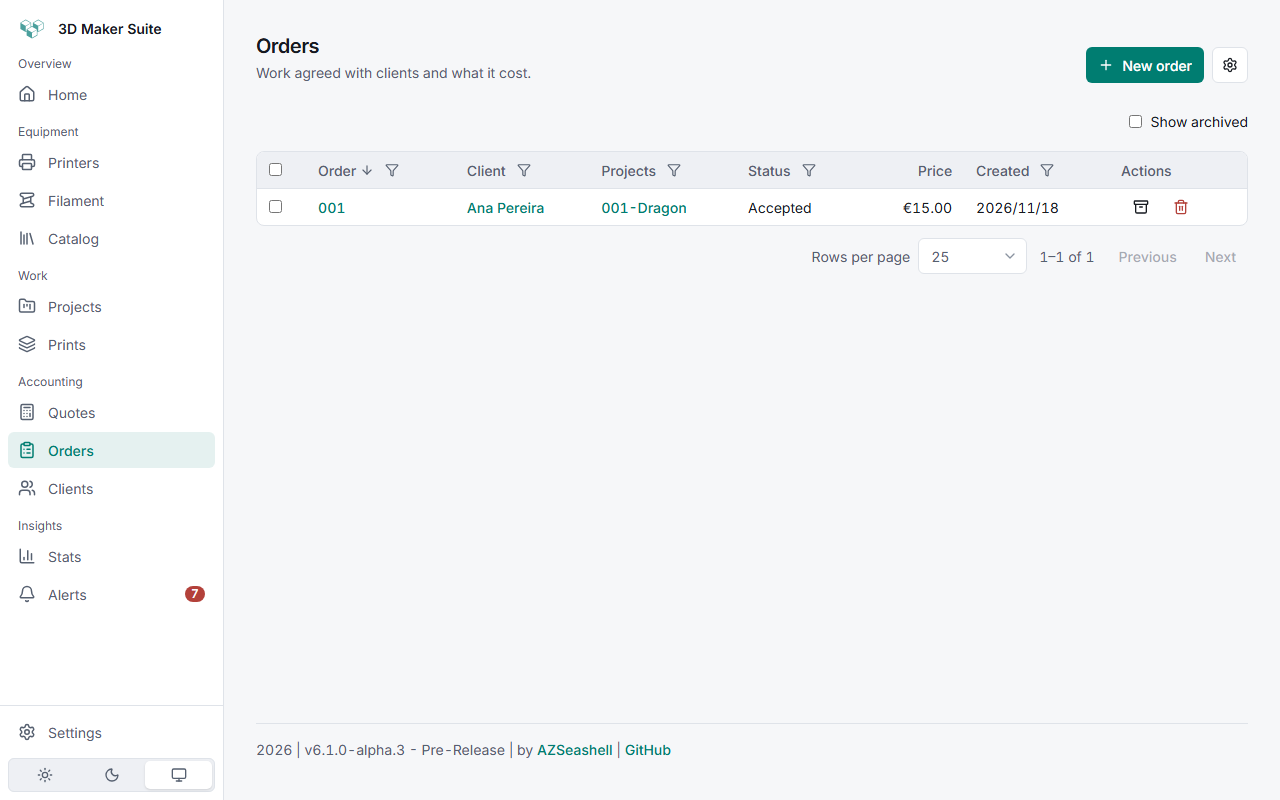 3D Maker Suite
Overview
Home
Equipment
Printers
Filament
Catalog
Work
Projects
Prints
Accounting
Quotes
Orders
Clients
Insights
Stats
Alerts 7
Settings
Orders
Work agreed with clients and what it cost.
New order
Show archived
Order Client Projects Status Price Created Actions
001 Ana Pereira 001-Dragon Accepted €15.00 2026/11/18
Rows per page 25 1–1 of 1 Previous Next
2026 | v6.1.0-alpha.3 - Pre-Release | by AZSeashell | GitHub